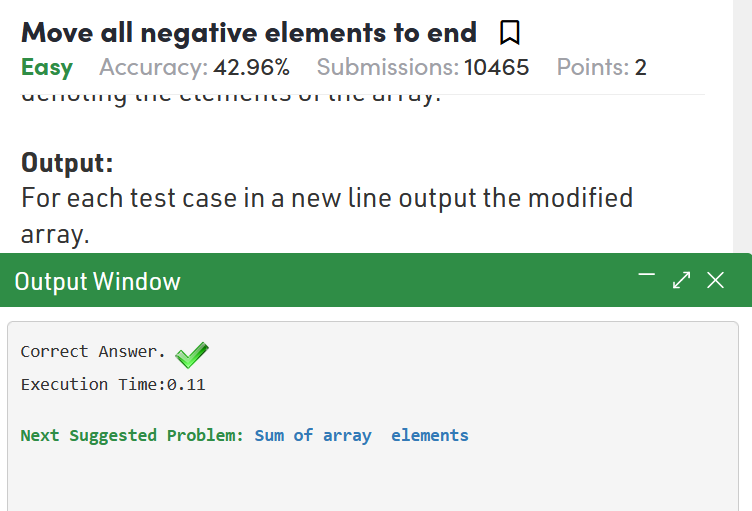 Move all negative elements to end
Easy Accuracy: 42.96% Submissions: 10465 Points: 2
denoting the elements of the array.
Output:
For each test case in a new line output the modified
array.
Output Window
Correct Answer.
Execution Time:0.11
Next Suggested Problem: Sum of array  elements